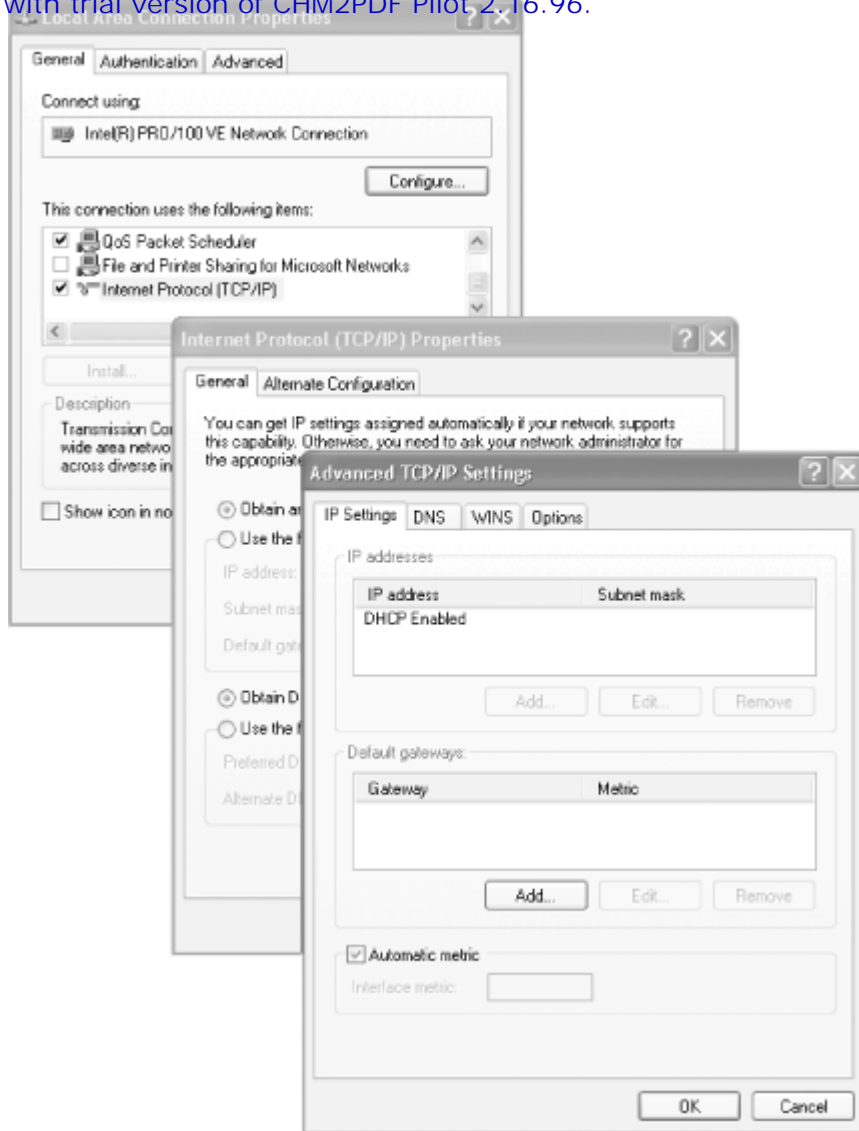 with trial version of CHM2PDF Pilot 2.16.96.
Local Area Connection Properties
General Authentication Advanced
Connect using:
Intel(R) PRO/100 VE Network Connection
Configure...
This connection uses the following items:
QoS Packet Scheduler
File and Printer Sharing for Microsoft Networks
Internet Protocol (TCP/IP)
Install...
Description
Transmission Co
wide area netwo
across diverse in
Show icon in no
Internet Protocol (TCP/IP) Properties
General Alternate Configuration
You can get IP settings assigned automatically if your network supports
this capability. Otherwise, you need to ask your network administrator for
the appropriate
Obtain a
Use the f
IP address:
Subnet mas
Default gate
Obtain D
Use the f
Preferred D
Alternate D
Advanced TCP/IP Settings
IP Settings DNS WINS Options
IP addresses
IP address Subnet mask
DHCP Enabled
Add... Edit... Remove
Default gateways:
Gateway Metric
Add... Edit... Remove
Automatic metric
Interface metric:
OK Cancel